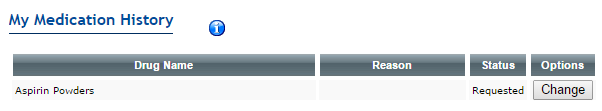 My Medication History
Drug Name Reason Status Options
Aspirin Powders Requested Change